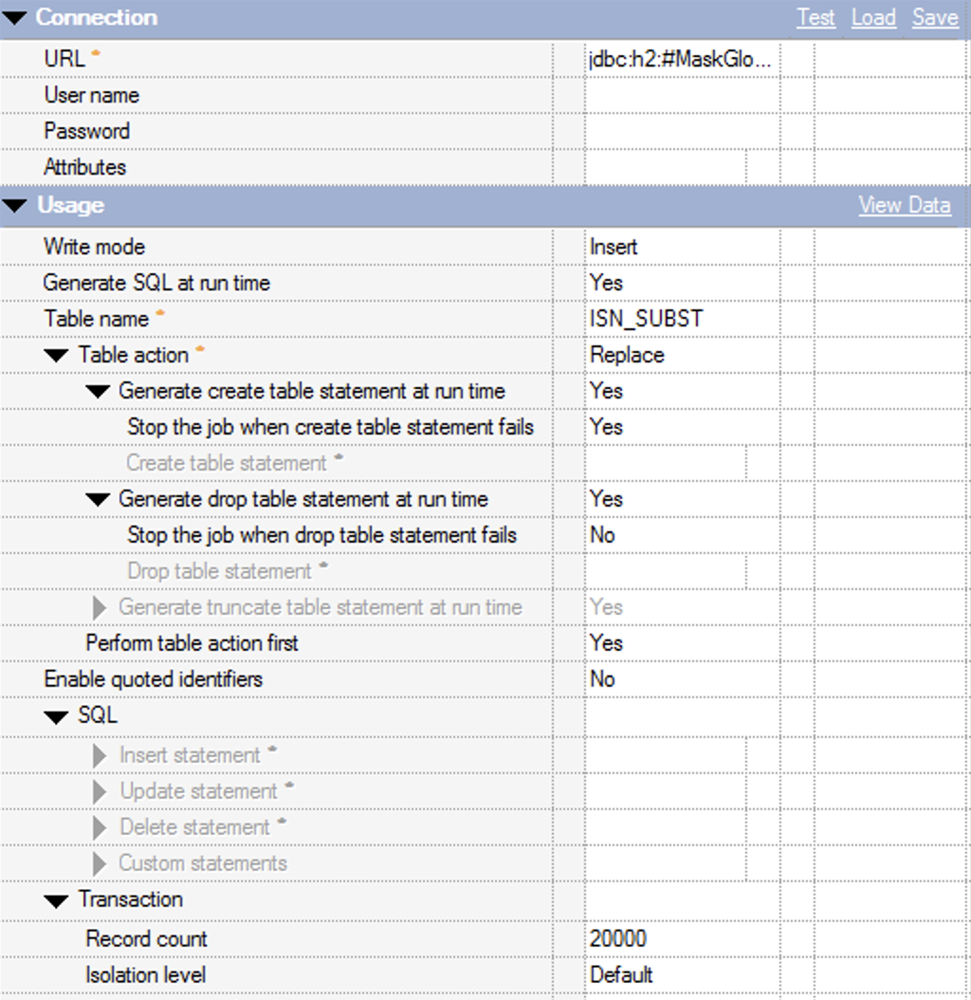 Connection Test Load Save
URL * jdbc:h2:#MaskGlo...
User name
Password
Attributes
Usage View Data
Write mode Insert
Generate SQL at run time Yes
Table name * ISN_SUBST
Table action * Replace
Generate create table statement at run time Yes
Stop the job when create table statement fails Yes
Create table statement *
Generate drop table statement at run time Yes
Stop the job when drop table statement fails No
Drop table statement *
Generate truncate table statement at run time Yes
Perform table action first Yes
Enable quoted identifiers No
SQL
Insert statement *
Update statement *
Delete statement *
Custom statements
Transaction
Record count 20000
Isolation level Default